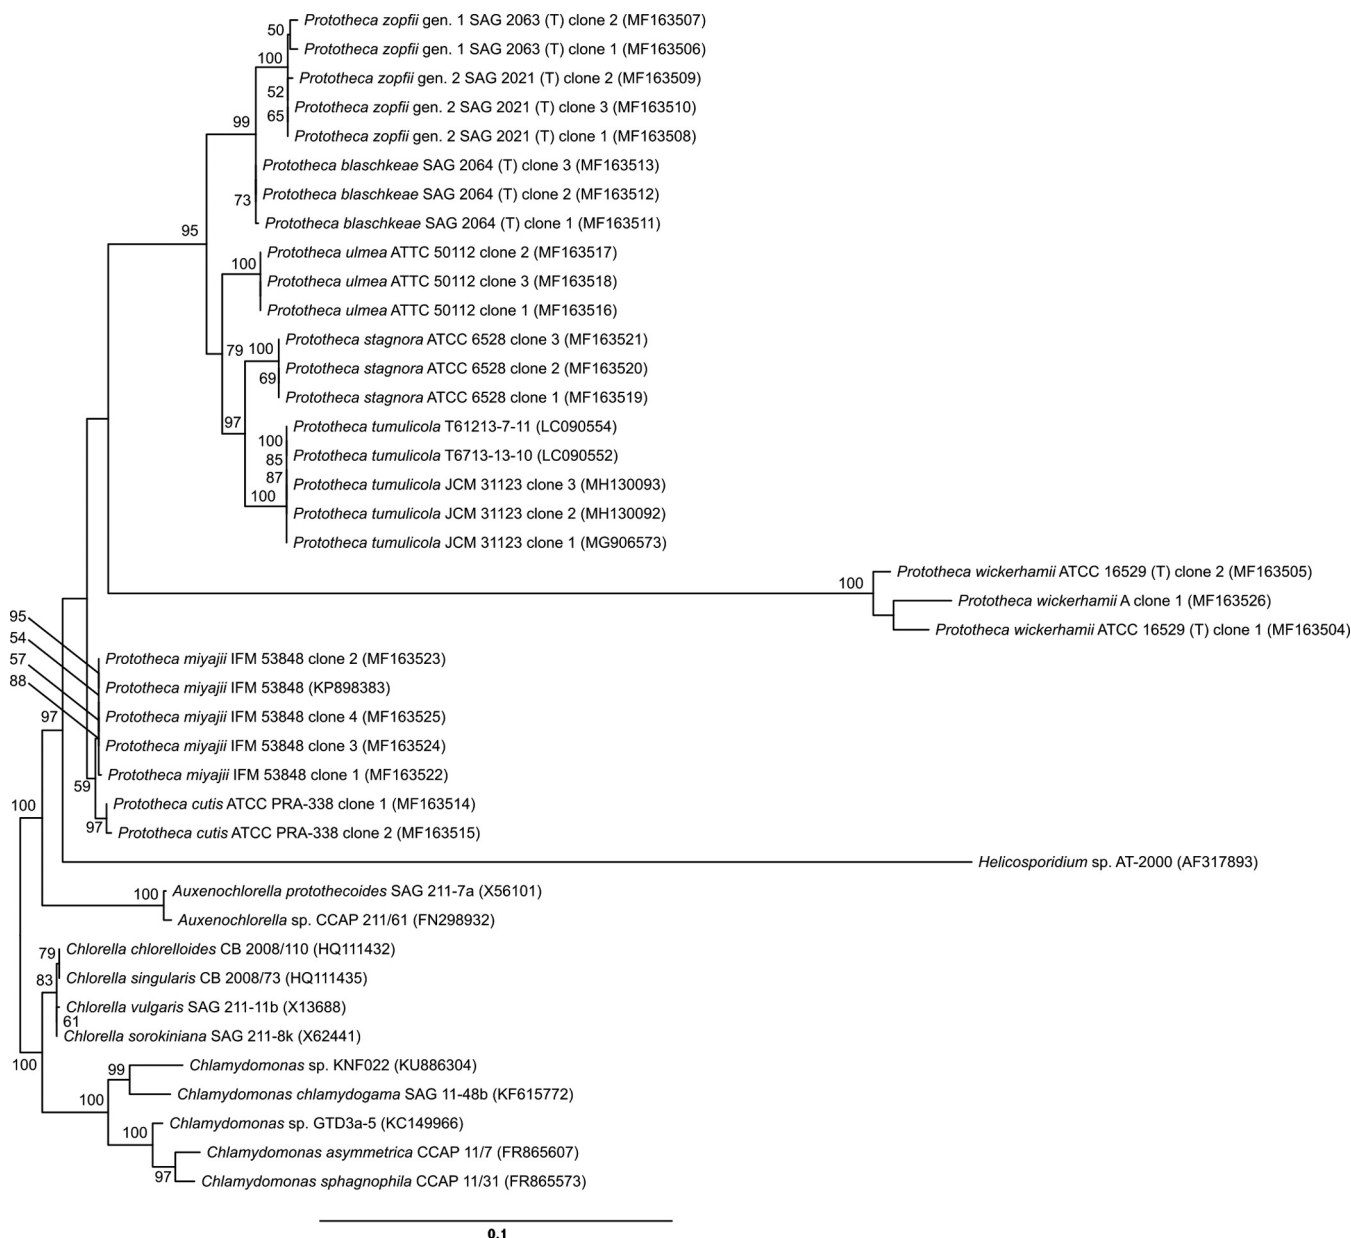 Prototheca zopfii gen. 1 SAG 2063 (T) clone 2 (MF163507)
50
Prototheca zopfii gen. 1 SAG 2063 (T) clone 1 (MF163506)
100
Prototheca zopfii gen. 2 SAG 2021 (T) clone 2 (MF163509)
52
Prototheca zopfii gen. 2 SAG 2021 (T) clone 3 (MF163510)
65
99
Prototheca zopfii gen. 2 SAG 2021 (T) clone 1 (MF163508)
Prototheca blaschkeae SAG 2064 (T) clone 3 (MF163513)
Prototheca blaschkeae SAG 2064 (T) clone 2 (MF163512)
73
Prototheca blaschkeae SAG 2064 (T) clone 1 (MF163511)
95
Prototheca ulmea ATTC 50112 clone 2 (MF163517)
100
Prototheca ulmea ATTC 50112 clone 3 (MF163518)
Prototheca ulmea ATTC 50112 clone 1 (MF163516)
Prototheca stagnora ATCC 6528 clone 3 (MF163521)
79 100
Prototheca stagnora ATCC 6528 clone 2 (MF163520)
69
Prototheca stagnora ATCC 6528 clone 1 (MF163519)
97
Prototheca tumulicola T61213-7-11 (LC090554)
100
Prototheca tumulicola T6713-13-10 (LC090552)
85
87
Prototheca tumulicola JCM 31123 clone 3 (MH130093)
100
Prototheca tumulicola JCM 31123 clone 2 (MH130092)
Prototheca tumulicola JCM 31123 clone 1 (MG906573)
Prototheca wickerhamii ATCC 16529 (T) clone 2 (MF163505)
100
Prototheca wickerhamii A clone 1 (MF163526)
95
Prototheca wickerhamii ATCC 16529 (T) clone 1 (MF163504)
54
57
Prototheca miyajii IFM 53848 clone 2 (MF163523)
88
Prototheca miyajii IFM 53848 (KP898383)
97
Prototheca miyajii IFM 53848 clone 4 (MF163525)
Prototheca miyajii IFM 53848 clone 3 (MF163524)
Prototheca miyajii IFM 53848 clone 1 (MF163522)
59
Prototheca cutis ATCC PRA-338 clone 1 (MF163514)
100
97
Prototheca cutis ATCC PRA-338 clone 2 (MF163515)
Helicosporidium sp. AT-2000 (AF317893)
Auxenochlorella protothecoides SAG 211-7a (X56101)
100
Auxenochlorella sp. CCAP 211/61 (FN298932)
Chlorella chlorelloides CB 2008/110 (HQ111432)
79
Chlorella singularis CB 2008/73 (HQ111435)
83
Chlorella vulgaris SAG 211-11b (X13688)
61
Chlorella sorokiniana SAG 211-8k (X62441)
100
Chlamydomonas sp. KNF022 (KU886304)
99
Chlamydomonas chlamydogama SAG 11-48b (KF615772)
100
Chlamydomonas sp. GTD3a-5 (KC149966)
100
Chlamydomonas asymmetrica CCAP 11/7 (FR865607)
97
Chlamydomonas sphagnophila CCAP 11/31 (FR865573)
0.1